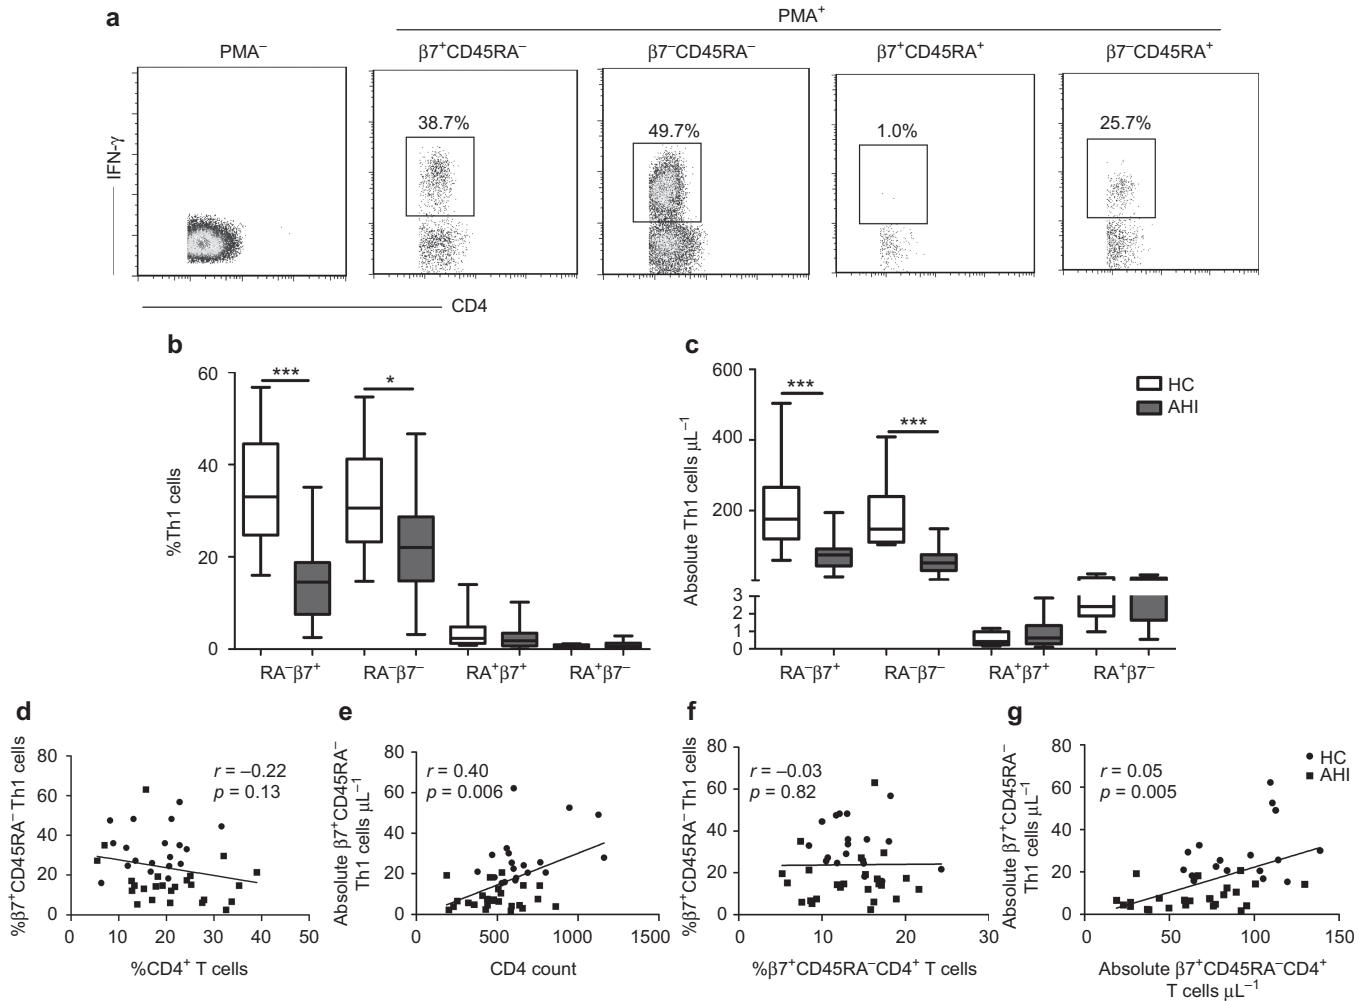 a
PMA⁺
PMA⁻
β7⁺CD45RA⁻
β7⁻CD45RA⁻
β7⁺CD45RA⁺
β7⁻CD45RA⁺
38.7%
49.7%
1.0%
25.7%
IFN-γ
CD4
b
%Th1 cells
60
40
20
0
***
*
RA⁻β7⁺
RA⁻β7⁻
RA⁺β7⁺
RA⁺β7⁻
c
Absolute Th1 cells μL⁻¹
600
400
200
3
2
1
0
***
***
HC
AHI
RA⁻β7⁺
RA⁻β7⁻
RA⁺β7⁺
RA⁺β7⁻
d
%β7⁺CD45RA⁻ Th1 cells
80
60
40
20
0
r = –0.22
p = 0.13
0 10 20 30 40 50
%CD4⁺ T cells
e
Absolute β7⁺CD45RA⁻
Th1 cells μL⁻¹
80
60
40
20
0
r = 0.40
p = 0.006
0 500 1000 1500
CD4 count
f
%β7⁺CD45RA⁻ Th1 cells
80
60
40
20
0
r = –0.03
p = 0.82
0 10 20 30
%β7⁺CD45RA⁻CD4⁺ T cells
g
Absolute β7⁺CD45RA⁻
Th1 cells μL⁻¹
80
60
40
20
0
r = 0.05
p = 0.005
HC
AHI
0 50 100 150
Absolute β7⁺CD45RA⁻CD4⁺
T cells μL⁻¹